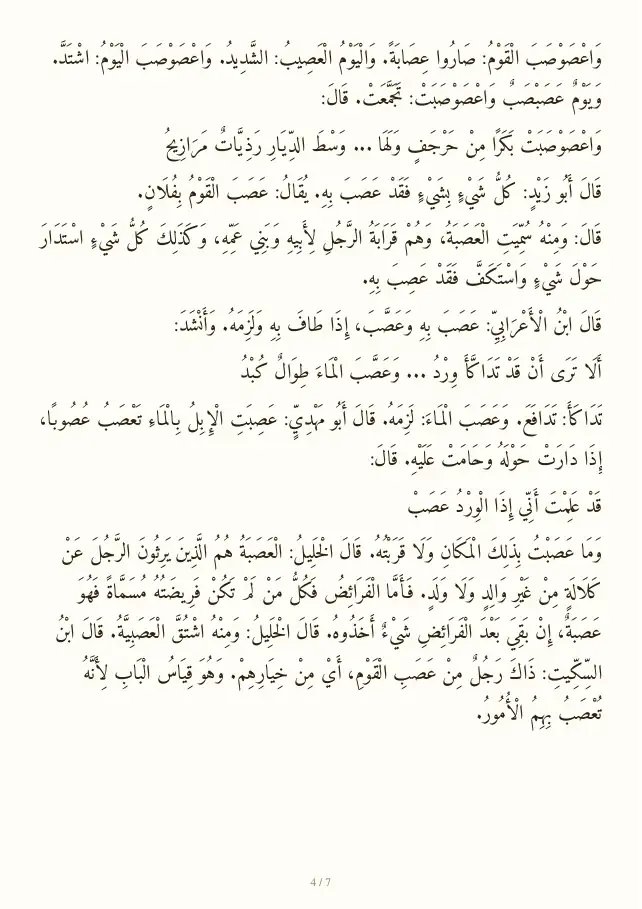 وَاعْصَوْصَبَ الْقَوْمُ: صَارُوا عِصَابَةً. وَالْيَوْمُ الْعَصِيبُ: الشَّدِيدُ. وَاعْصَوْصَبَ الْيَوْمُ: اشْتَدَّ.
وَيَوْمٌ عَصَبْصَبٌ وَاعْصَوْصَبَتْ: تَجَمَّعَتْ. قَالَ:
وَاعْصَوْصَبَتْ بَكَرًا مِنْ حَرْجَفٍ وَلَهَا ... وَسْطَ الدِّيَارِ رَذِيَّاتٌ مَرَازِيحُ
قَالَ أَبُو زَيْدٍ: كُلُّ شَيْءٍ بِشَيْءٍ فَقَدْ عَصَبَ بِهِ. يُقَالُ: عَصَبَ الْقَوْمُ بِفُلَانٍ.
قَالَ: وَمِنْهُ سُمِّيَتِ الْعَصَبَةُ، وَهُمْ قَرَابَةُ الرَّجُلِ لِأَبِيهِ وَبَنِي عَمِّهِ، وَكَذَلِكَ كُلُّ شَيْءٍ اسْتَدَارَ
حَوْلَ شَيْءٍ وَاسْتَكَفَّ فَقَدْ عَصِبَ بِهِ.
قَالَ ابْنُ الْأَعْرَابِيِّ: عَصَبَ بِهِ وَعَصَّبَ، إِذَا طَافَ بِهِ وَلَزِمَهُ. وَأَنْشَدَ:
أَلَا تَرَى أَنْ قَدْ تَدَاكَّأَ وِرْدُ ... وَعَصَّبَ الْمَاءَ طِوَالٌ كُبْدُ
تَدَاكَأَ: تَدَافَعَ. وَعَصَبَ الْمَاءَ: لَزِمَهُ. قَالَ أَبُو مَهْدِيٍّ: عَصِبَتِ الْإِبِلُ بِالْمَاءِ تَعْصَبُ عُصُوبًا،
إِذَا دَارَتْ حَوْلَهُ وَحَامَتْ عَلَيْهِ. قَالَ:
قَدْ عَلِمْتَ أَنِّي إِذَا الْوِرْدُ عَصَبْ
وَمَا عَصَبْتُ بِذَلِكَ الْمَكَانِ وَلَا قَرَبْتُهُ. قَالَ الْخَلِيلُ: الْعَصَبَةُ هُمُ الَّذِينَ يَرِثُونَ الرَّجُلَ عَنْ
كَلَالَةٍ مِنْ غَيْرِ وَالِدٍ وَلَا وَلَدٍ. فَأَمَّا الْفَرَائِضُ فَكُلُّ مَنْ لَمْ تَكُنْ فَرِيضَتُهُ مُسَمَّاةً فَهُوَ
عَصَبَةٌ، إِنْ بَقِيَ بَعْدَ الْفَرَائِضِ شَيْءٌ أَخَذُوهُ. قَالَ الْخَلِيلُ: وَمِنْهُ اشْتُقَّ الْعَصَبِيَّةُ. قَالَ ابْنُ
السِّكِّيتِ: ذَاكَ رَجُلٌ مِنْ عَصَبِ الْقَوْمِ، أَيْ مِنْ خِيَارِهِمْ. وَهُوَ قِيَاسُ الْبَابِ لِأَنَّهُ
تُعْصَبُ بِهِمُ الْأُمُورُ.
4 / 7